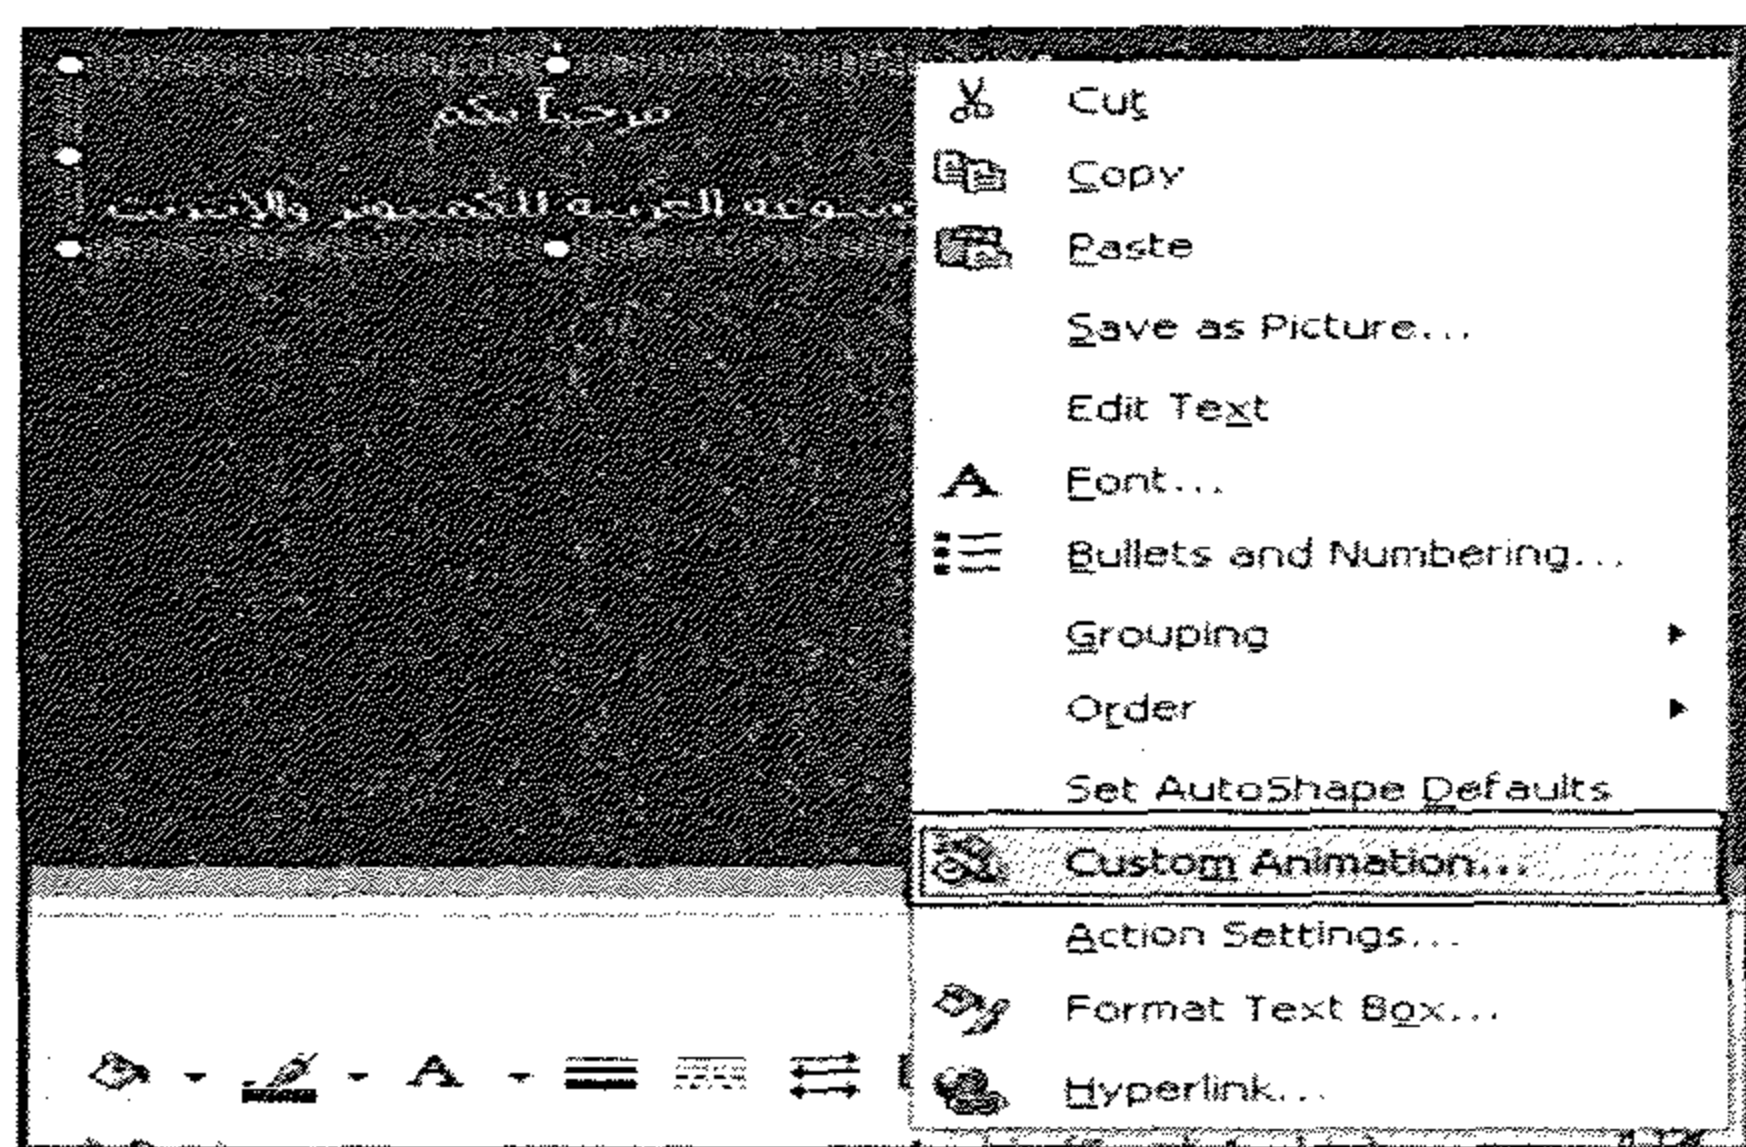 مرحباً بكم
العربية للكمبيوتر والإنترنت
Cut
Copy
Paste
Save as Picture...
Edit Text
Font...
Bullets and Numbering...
Grouping
Order
Set AutoShape Defaults
Custom Animation...
Action Settings...
Format Text Box...
Hyperlink...